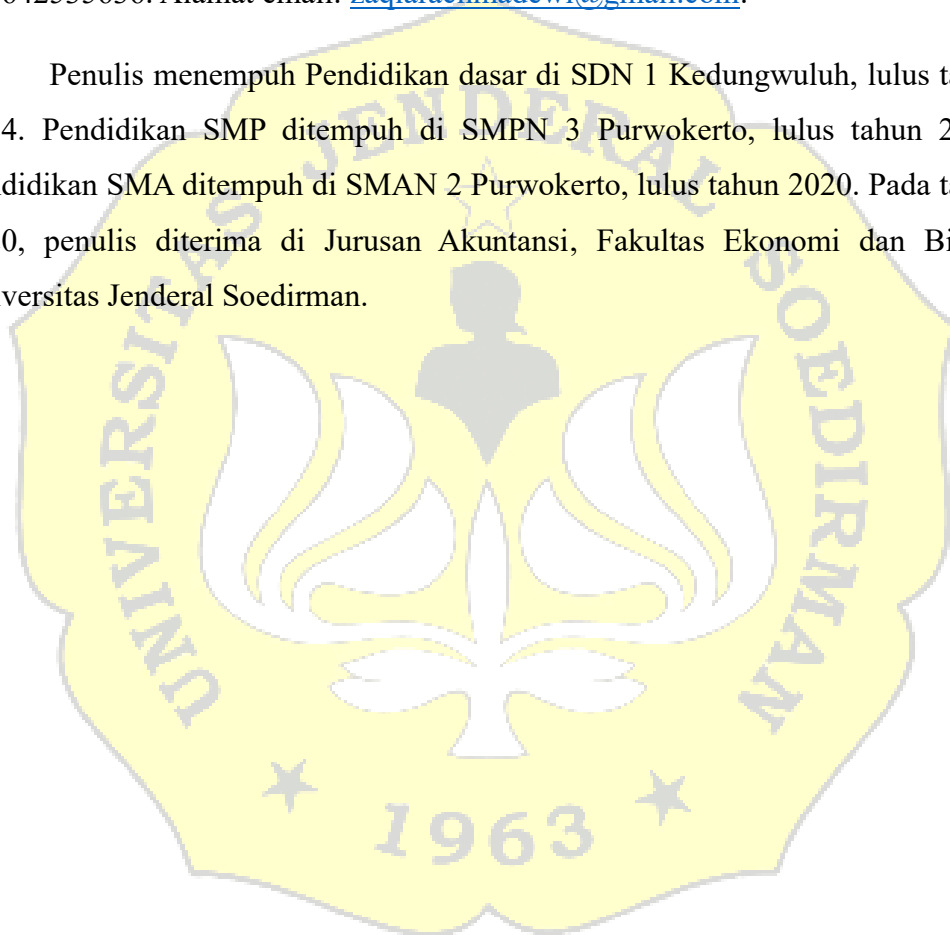 Alamat email:
Penulis menempuh Pendidikan dasar di SDN 1 Kedungwuluh, lulus ta
4. Pendidikan SMP ditempuh di SMPN 3 Purwokerto, lulus tahun 2
didikan SMA ditempuh di SMAN 2 Purwokerto, lulus tahun 2020. Pada ta
0, penulis diterima di Jurusan Akuntansi, Fakultas Ekonomi dan Bi
versitas Jenderal Soedirman.
UNIVERSITAS JENDERAL SOEDIRMAN
1963